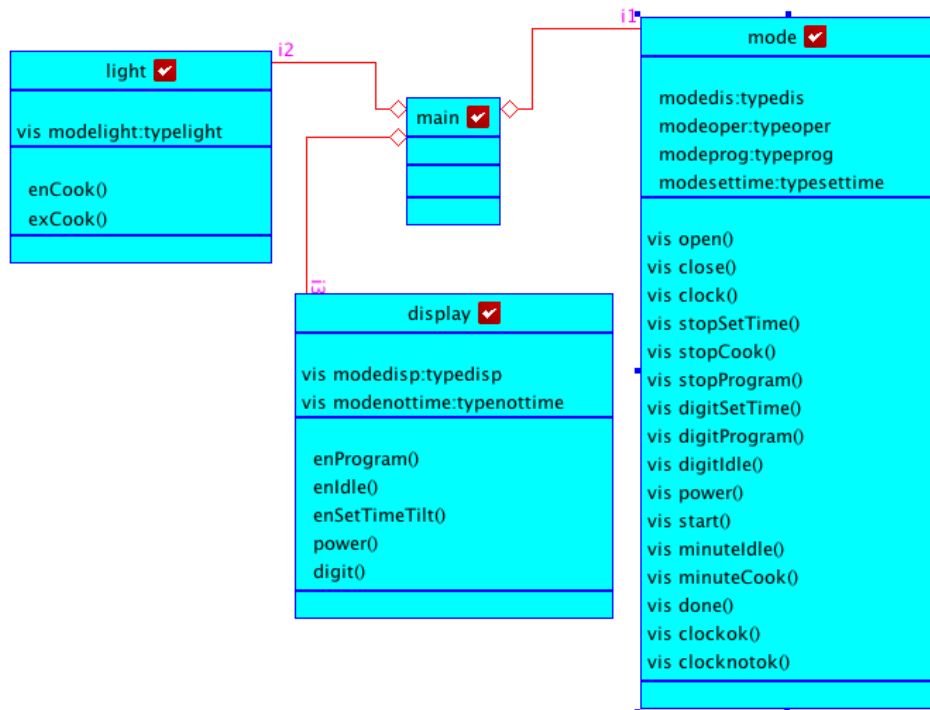 i2
light
vis modelight:typelight
enCook()
exCook()
main
i1
mode
modedis:typedis
modeoper:typeoper
modeprog:typeprog
modesettime:typesettime
vis open()
vis close()
vis clock()
vis stopSetTime()
vis stopCook()
vis stopProgram()
vis digitSetTime()
vis digitProgram()
vis digitIdle()
vis power()
vis start()
vis minuteIdle()
vis minuteCook()
vis done()
vis clockok()
vis clocknotok()
i3
display
vis modedisp:typedisp
vis modenottime:typenottime
enProgram()
enIdle()
enSetTimeTilt()
power()
digit()